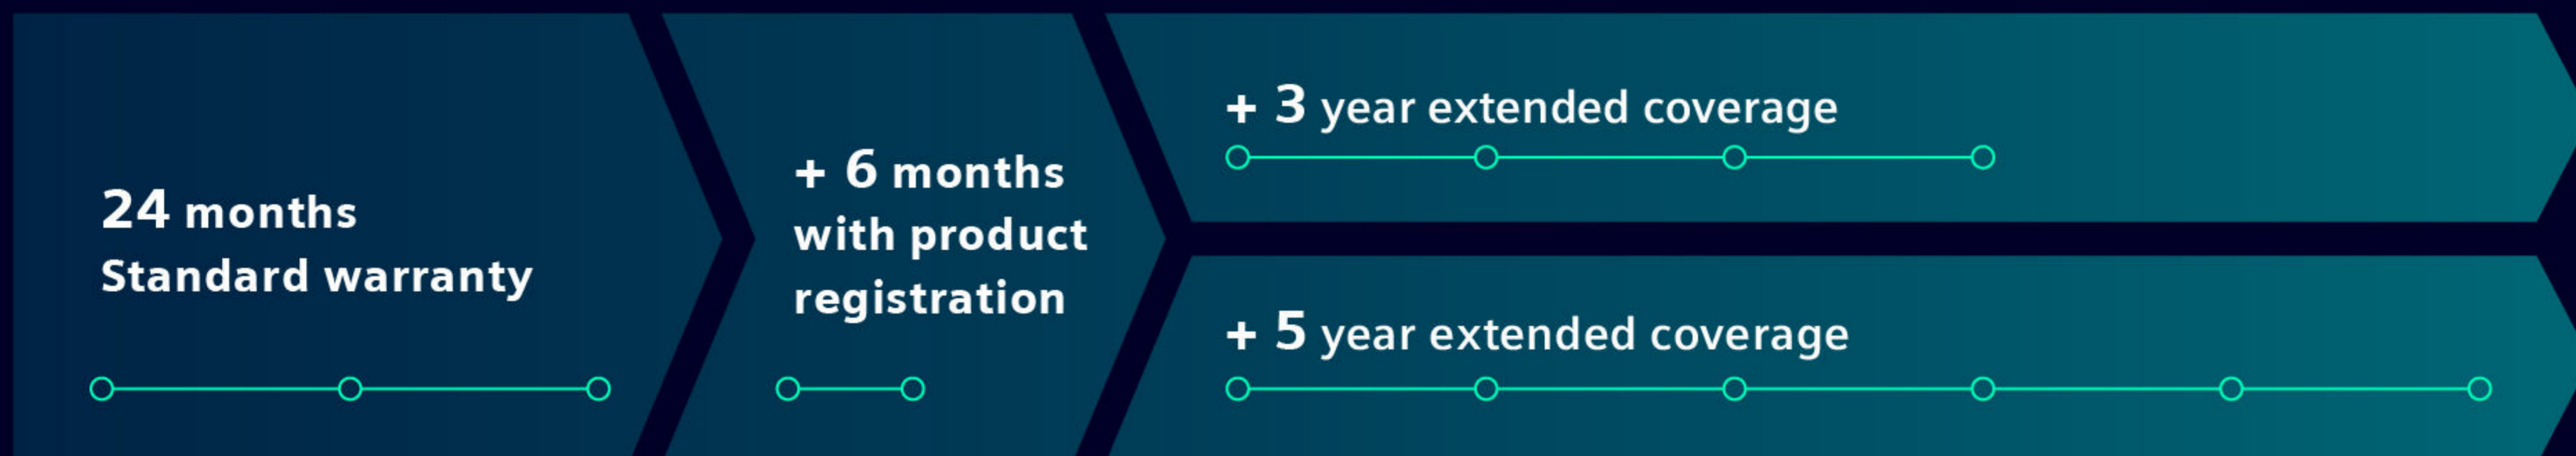 24 months
Standard warranty
+ 6 months
with product
registration
+ 3 year extended coverage
+ 5 year extended coverage